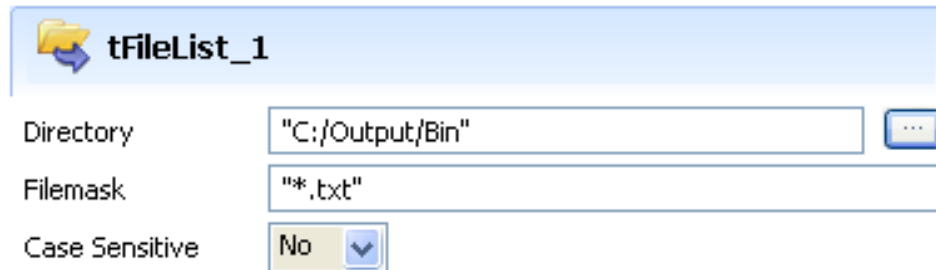 tFileList_1
Directory "C:/Output/Bin" ...
Filemask "*.txt"
Case Sensitive No